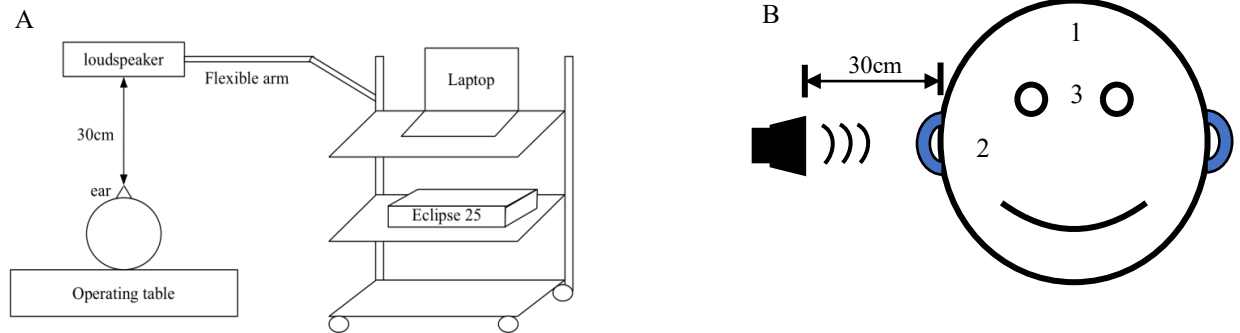 A
loudspeaker
Flexible arm
Laptop
30cm
ear
Eclipse 25
Operating table
B
30cm
1
3
2